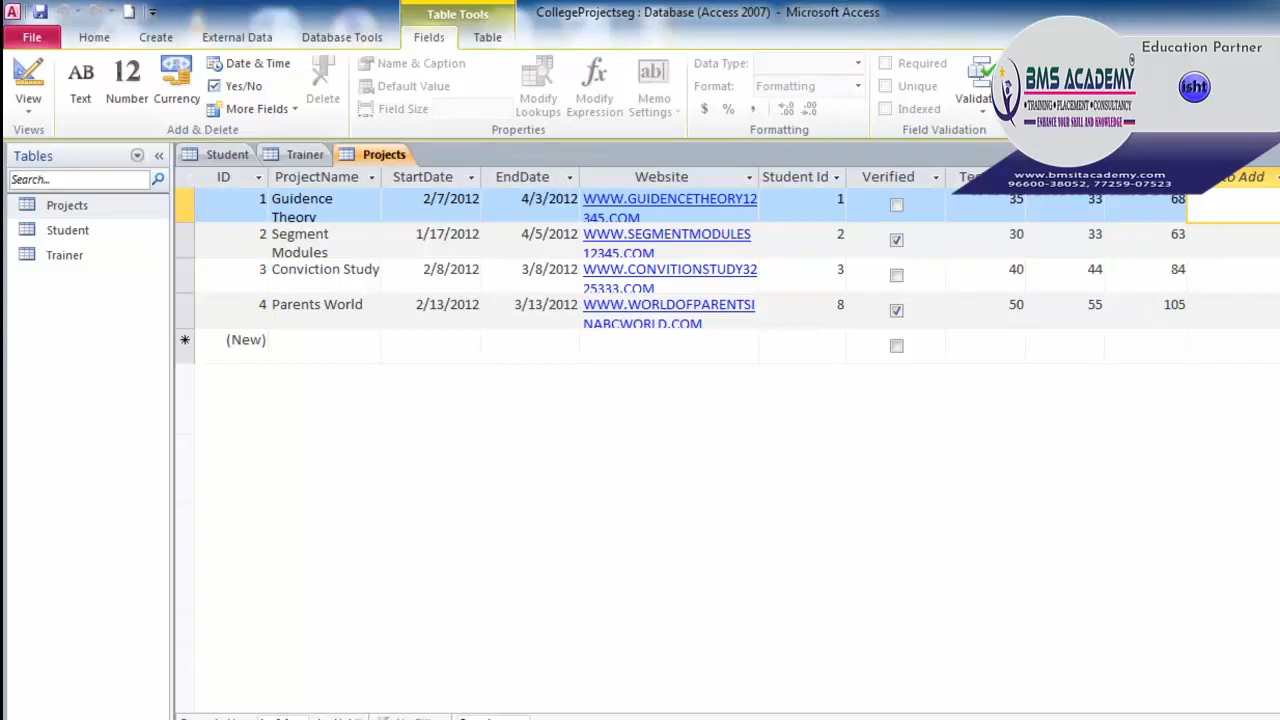 CollegeProjectseg : Database (Access 2007) - Microsoft Access
Table Tools
File Home Create External Data Database Tools Fields Table
Education Partner
BMS ACADEMY
®
TRAINING • PLACEMENT • CONSULTANCY
ENHANCE YOUR SKILL AND KNOWLEDGE
isht
www.bmsitacademy.com
96600-38052, 77259-07523
View
Views
AB
Text
12
Number
Currency
Date & Time
Yes/No
More Fields
Delete
Add & Delete
Name & Caption
Default Value
Field Size
Modify
Lookups
fx
Modify
Expression
ab
Memo
Settings
Properties
Data Type:
Format: Formatting
$ % ,
Formatting
Required
Unique
Indexed
Field Validation
Tables
Search...
Projects
Student
Trainer
Student Trainer Projects
ID ProjectName StartDate EndDate Website Student Id Verified to Add
1 Guidence Theory 2/7/2012 4/3/2012 WWW.GUIDENCETHEORY12345.COM 1 35 33 68
2 Segment Modules 1/17/2012 4/5/2012 WWW.SEGMENTMODULES12345.COM 2 30 33 63
3 Conviction Study 2/8/2012 3/8/2012 WWW.CONVITIONSTUDY3225333.COM 3 40 44 84
4 Parents World 2/13/2012 3/13/2012 WWW.WORLDOFPARENTSINABCWORLD.COM 8 50 55 105
(New)